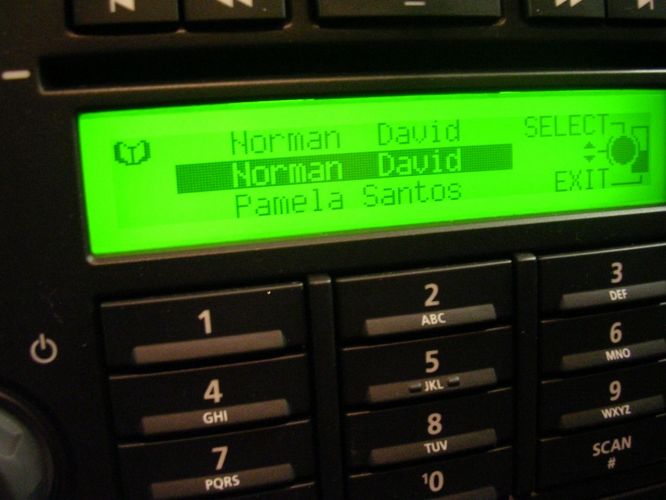 Norman David
SELECT
Norman David
Pamela Santos
EXIT
1
2
ABC
3
DEF
4
GHI
5
JKL
6
MNO
7
PQRS
8
TUV
9
WXYZ
10
SCAN
#